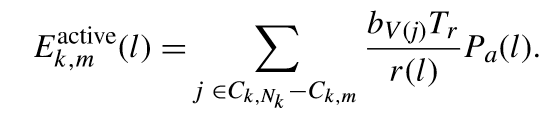 $E_{k,m}^{\text{active}}(l) = \sum_{j \in C_{k,N_k} - C_{k,m}} \frac{b_{V(j)} T_r}{r(l)} P_a(l).$